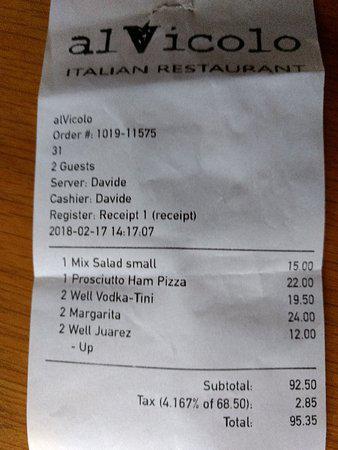 alVicolo
ITALIAN RESTAURANT
alVicolo
Order #: 1019-11575
31
2 Guests
Server: Davide
Cashier: Davide
Register: Receipt 1 (receipt)
2018-02-17 14:17:07
1 Mix Salad small 15.00
1 Prosciutto Ham Pizza 22.00
2 Well Vodka-Tini 19.50
2 Margarita 24.00
2 Well Juarez 12.00
- Up
Subtotal: 92.50
Tax (4.167% of 68.50): 2.85
Total: 95.35